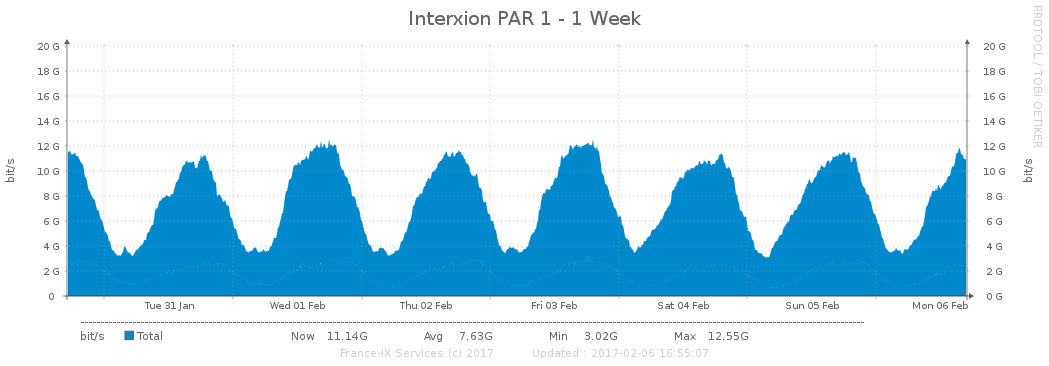 Interxion PAR 1 - 1 Week
RRDTOOL / TOBI OETIKER
20 G 20 G
18 G 18 G
16 G 16 G
14 G 14 G
12 G 12 G
10 G 10 G
8 G 8 G
6 G 6 G
4 G 4 G
2 G 2 G
0 0 G
bit/s
bit/s
Tue 31 Jan Wed 01 Feb Thu 02 Feb Fri 03 Feb Sat 04 Feb Sun 05 Feb Mon 06 Feb
bit/s Total Now 11.14G Avg 7.63G Min 3.02G Max 12.55G
France-IX Services (c) 2017 Updated : 2017-02-06 16:55:07